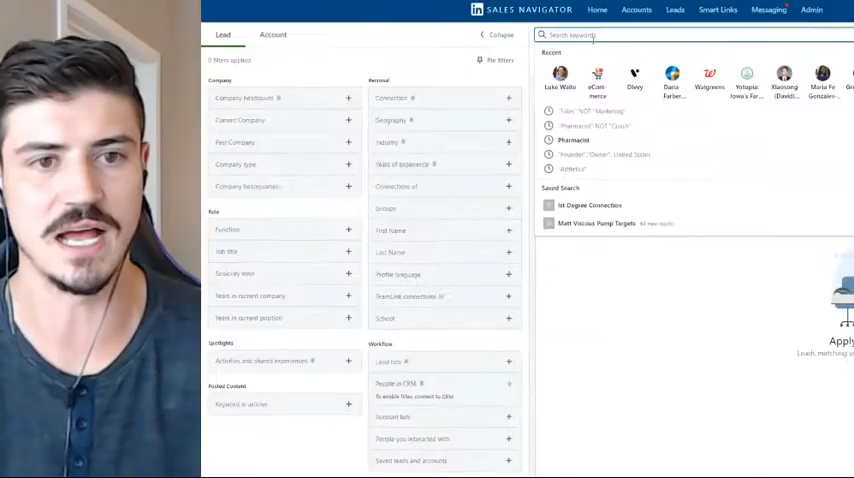 in SALES NAVIGATOR
Home
Accounts
Leads
Smart Links
Messaging
Admin
Lead
Account
Collapse
0 filters applied
Pin filters
Company
Company headcount
Current Company
Past Company
Company type
Company headquarters
Role
Function
Job title
Seniority level
Years in current company
Years in current position
Spotlights
Activities and shared experiences
Posted Content
Keyword in articles
Personal
Connection
Geography
Industry
Years of experience
Connections of
Groups
First Name
Last Name
Profile language
TeamLink connections of
School
Workflow
Lead lists
People in CRM
To enable filter, connect to CRM
Account lists
People you interacted with
Saved leads and accounts
Search keywords
Recent
Luke Waite
eCom-
merce
Divvy
Dana-
Farber...
Walgreens
Yotopia:
Iowa's Far...
Xiaosong
(David)...
Maria Fe
Gonzales-...
"Sales" NOT "Marketing"
"Pharmacist" NOT "Coach"
Pharmacist
"Founder","Owner", United States
Athletics"
Saved Search
1st Degree Connection
Matt Viscous Pump Targets
Apply
Leads matching